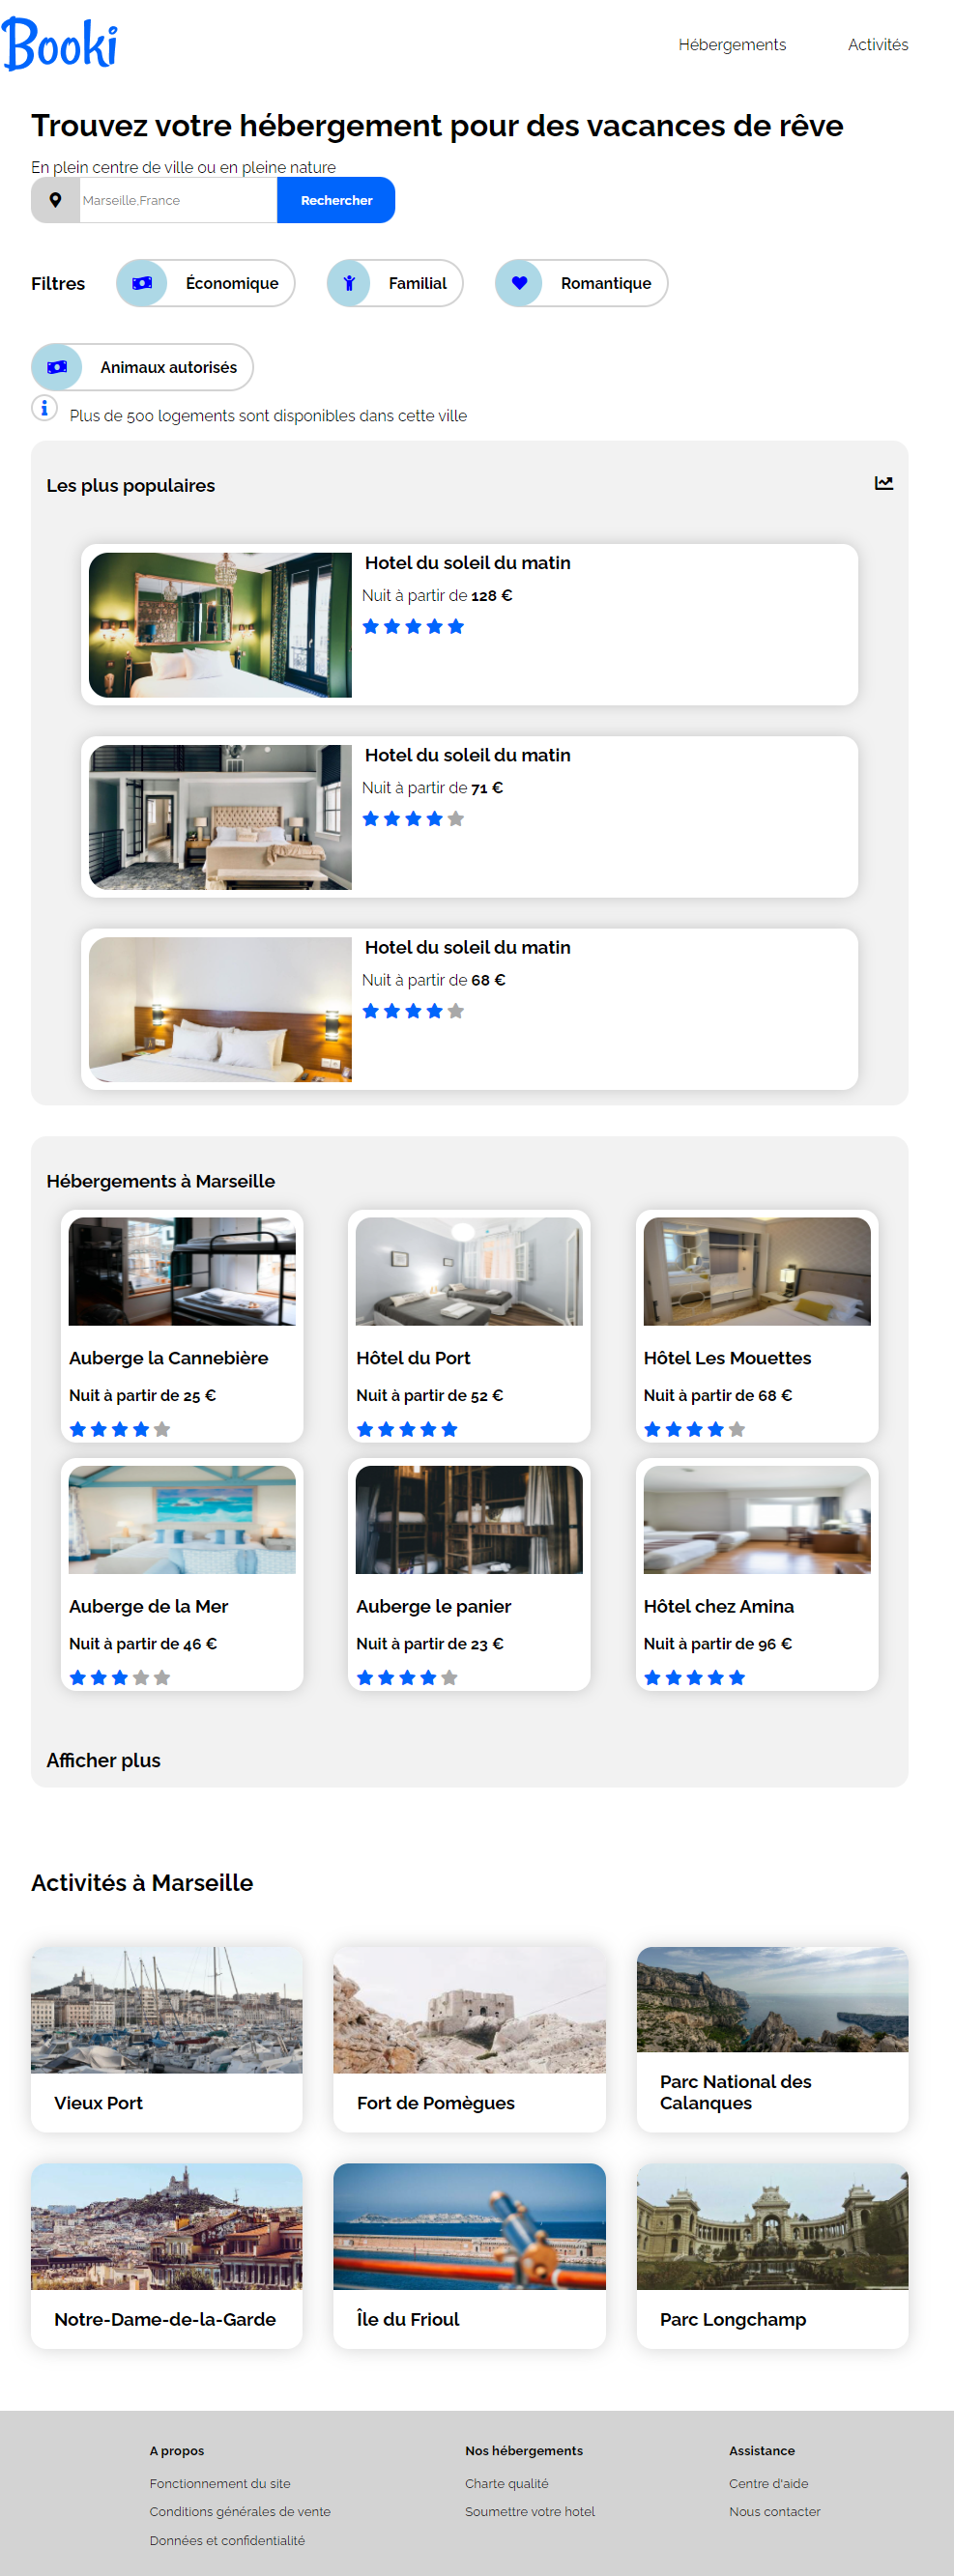 Booki
Hébergements
Activités
Trouvez votre hébergement pour des vacances de rêve
En plein centre de ville ou en pleine nature
Marseille,France
Rechercher
Filtres
Économique
Familial
Romantique
Animaux autorisés
Plus de 500 logements sont disponibles dans cette ville
Les plus populaires
Hotel du soleil du matin
Nuit à partir de 128 €
Hotel du soleil du matin
Nuit à partir de 71 €
Hotel du soleil du matin
Nuit à partir de 68 €
Hébergements à Marseille
Auberge la Cannebière
Nuit à partir de 25 €
Hôtel du Port
Nuit à partir de 52 €
Hôtel Les Mouettes
Nuit à partir de 68 €
Auberge de la Mer
Nuit à partir de 46 €
Auberge le panier
Nuit à partir de 23 €
Hôtel chez Amina
Nuit à partir de 96 €
Afficher plus
Activités à Marseille
Vieux Port
Fort de Pomègues
Parc National des
Calanques
Notre-Dame-de-la-Garde
Île du Frioul
Parc Longchamp
A propos
Fonctionnement du site
Conditions générales de vente
Données et confidentialité
Nos hébergements
Charte qualité
Soumettre votre hotel
Assistance
Centre d'aide
Nous contacter